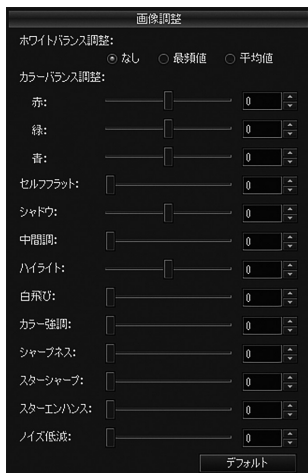 画像調整
ホワイトバランス調整:
なし 最頻値 平均値
カラーバランス調整:
赤: 0
緑: 0
青: 0
セルフフラット: 0
シャドウ: 0
中間調: 0
ハイライト: 0
白飛び: 0
カラー強調: 0
シャープネス: 0
スターシャープ: 0
スターエンハンス: 0
ノイズ低減: 0
デフォルト